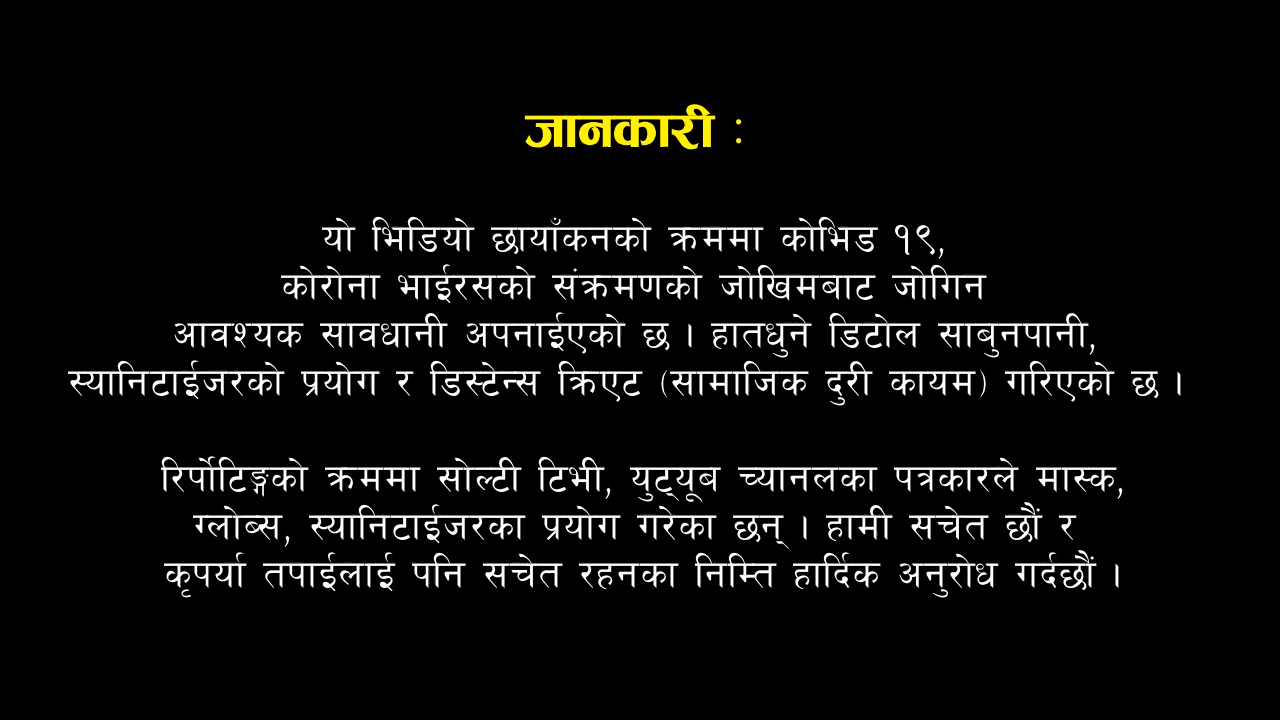 जानकारी :
यो भिडियो छायाँकनको क्रममा कोभिड १९,
कोरोना भाईरसको संक्रमणको जोखिमबाट जोगिन
आवश्यक सावधानी अपनाईएको छ । हातधुने डिटोल साबुनपानी,
स्यानिटाईजरको प्रयोग र डिस्टेन्स क्रिएट (सामाजिक दुरी कायम) गरिएको छ ।
रिर्पोटिङ्गको क्रममा सोल्टी टिभी, युट्यूब च्यानलका पत्रकारले मास्क,
ग्लोब्स, स्यानिटाईजरका प्रयोग गरेका छन् । हामी सचेत छौं र
कृपर्या तपाईलाई पनि सचेत रहनका निम्ति हार्दिक अनुरोध गर्दछौं ।